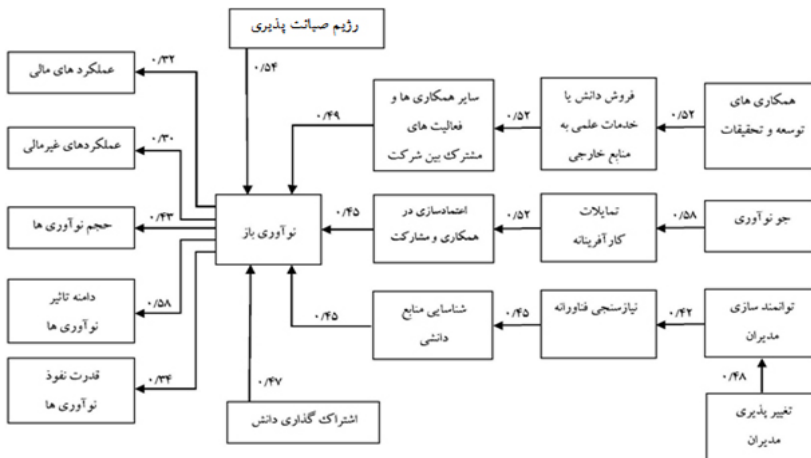 رژیم صیانت پذیری
۰/۵۴
همکاری های
توسعه و تحقیقات
۰/۵۲
فروش دانش یا
خدمات علمی به
منابع خارجی
۰/۵۲
سایر همکاری ها و
فعالیت های
مشترک بین شرکت
۰/۴۹
جو نوآوری
۰/۵۸
تمایلات
کارآفرینانه
۰/۵۲
اعتمادسازی در
همکاری و مشارکت
۰/۴۵
توانمند سازی
مدیران
۰/۴۲
نیازسنجی فناورانه
۰/۴۵
شناسایی منابع
دانشی
۰/۴۵
۰/۴۸
تغییر پذیری
مدیران
نوآوری باز
۰/۴۷
اشتراک گذاری دانش
۰/۳۲
عملکرد های مالی
۰/۳۰
عملکردهای غیرمالی
۰/۴۳
حجم نوآوری ها
۰/۵۸
دامنه تاثیر
نوآوری ها
۰/۳۴
قدرت نفوذ
نوآوری ها